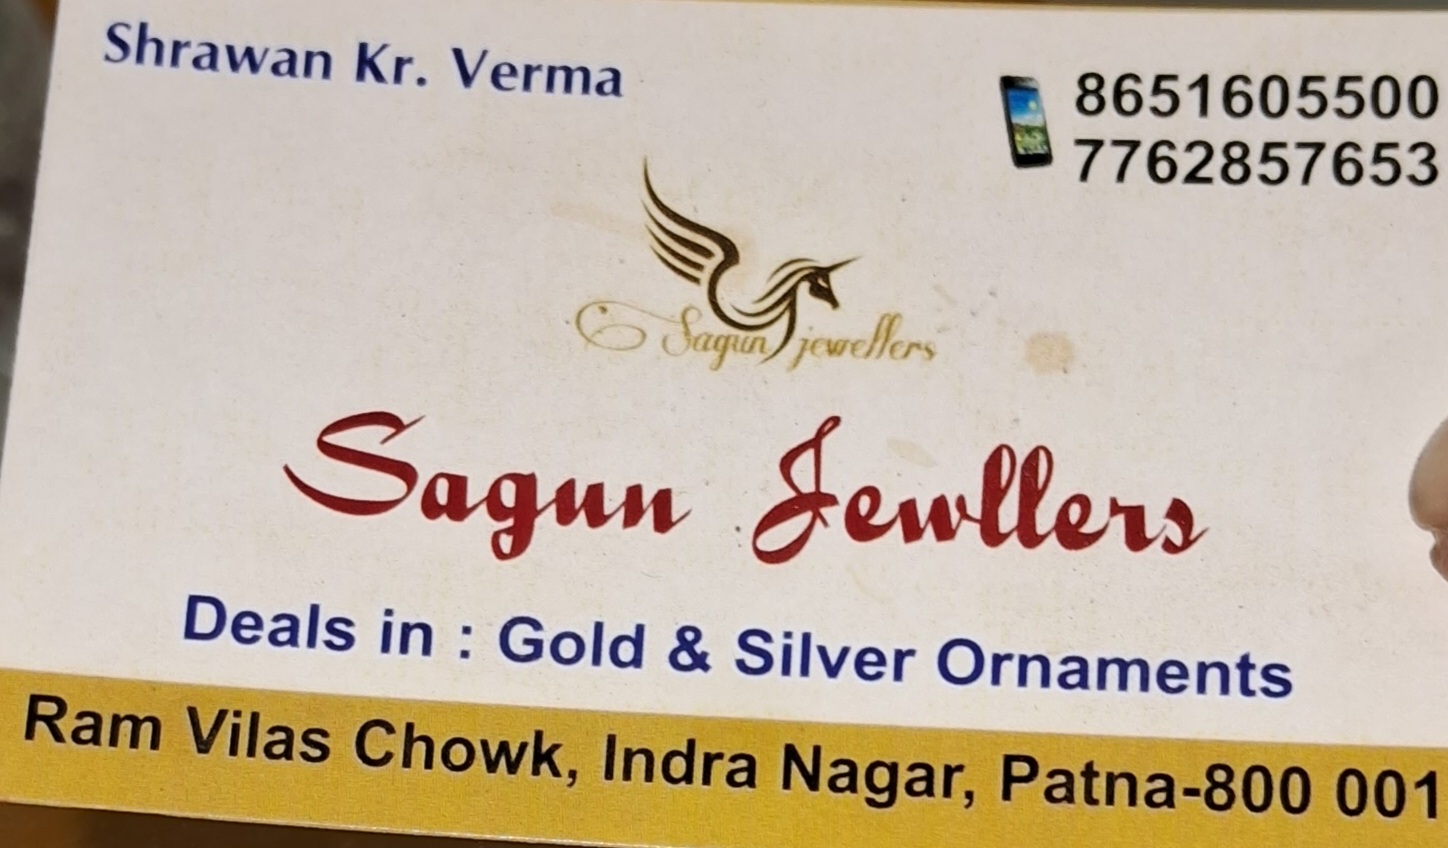 Shrawan Kr. Verma
8651605500
7762857653
Sagun jewellers
Sagun Jewllers
Deals in : Gold & Silver Ornaments
Ram Vilas Chowk, Indra Nagar, Patna-800 001